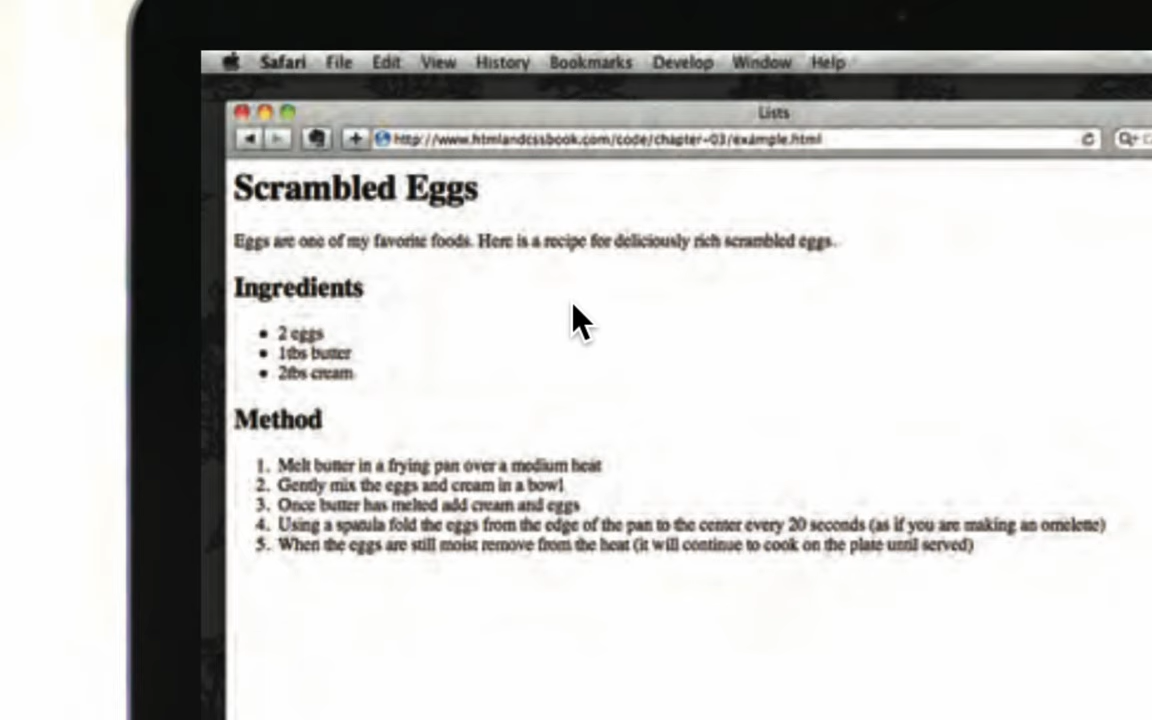 Safari File Edit View History Bookmarks Develop Window Help
Lists
http://www.htmlandcssbook.com/code/chapter-03/example.html
Scrambled Eggs
Eggs are one of my favorite foods. Here is a recipe for deliciously rich scrambled eggs.
Ingredients
• 2 eggs
• 1tbs butter
• 2tbs cream
Method
1. Melt butter in a frying pan over a medium heat
2. Gently mix the eggs and cream in a bowl
3. Once butter has melted add cream and eggs
4. Using a spatula fold the eggs from the edge of the pan to the center every 20 seconds (as if you are making an omelette)
5. When the eggs are still moist remove from the heat (it will continue to cook on the plate until served)